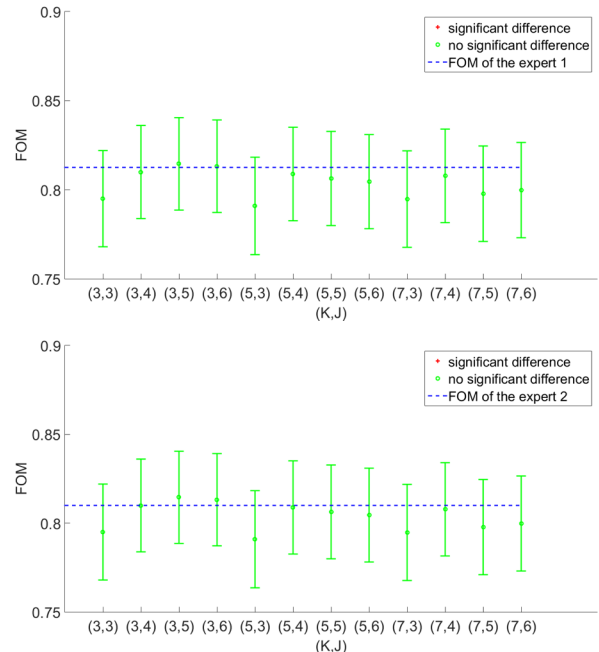 0.9
0.85
0.8
0.75
FOM
significant difference
no significant difference
FOM of the expert 1
(3,3) (3,4) (3,5) (3,6) (5,3) (5,4) (5,5) (5,6) (7,3) (7,4) (7,5) (7,6)
(K,J)
0.9
0.85
0.8
0.75
FOM
significant difference
no significant difference
FOM of the expert 2
(3,3) (3,4) (3,5) (3,6) (5,3) (5,4) (5,5) (5,6) (7,3) (7,4) (7,5) (7,6)
(K,J)